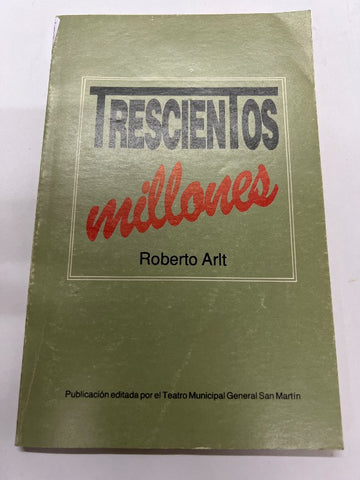 TRESCIENTOS
millones
Roberto Arlt
Publicación editada por el Teatro Municipal General San Martín